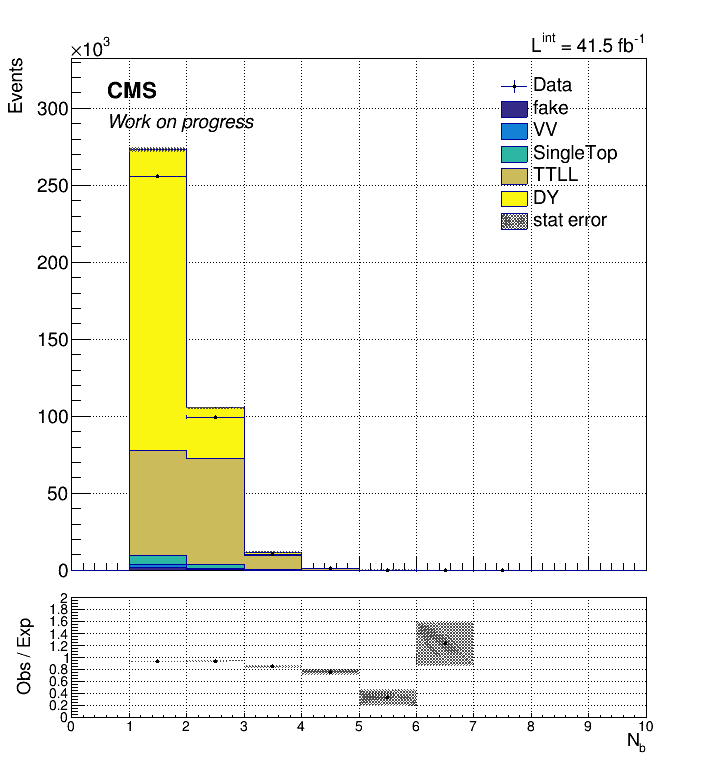 ×10³
L^int = 41.5 fb⁻¹
Events
CMS
Work on progress
Data
fake
VV
SingleTop
TTLL
DY
stat error
300
250
200
150
100
50
0
Obs / Exp
2
1.8
1.6
1.4
1.2
1
0.8
0.6
0.4
0.2
0
0 1 2 3 4 5 6 7 8 9 10
N_b